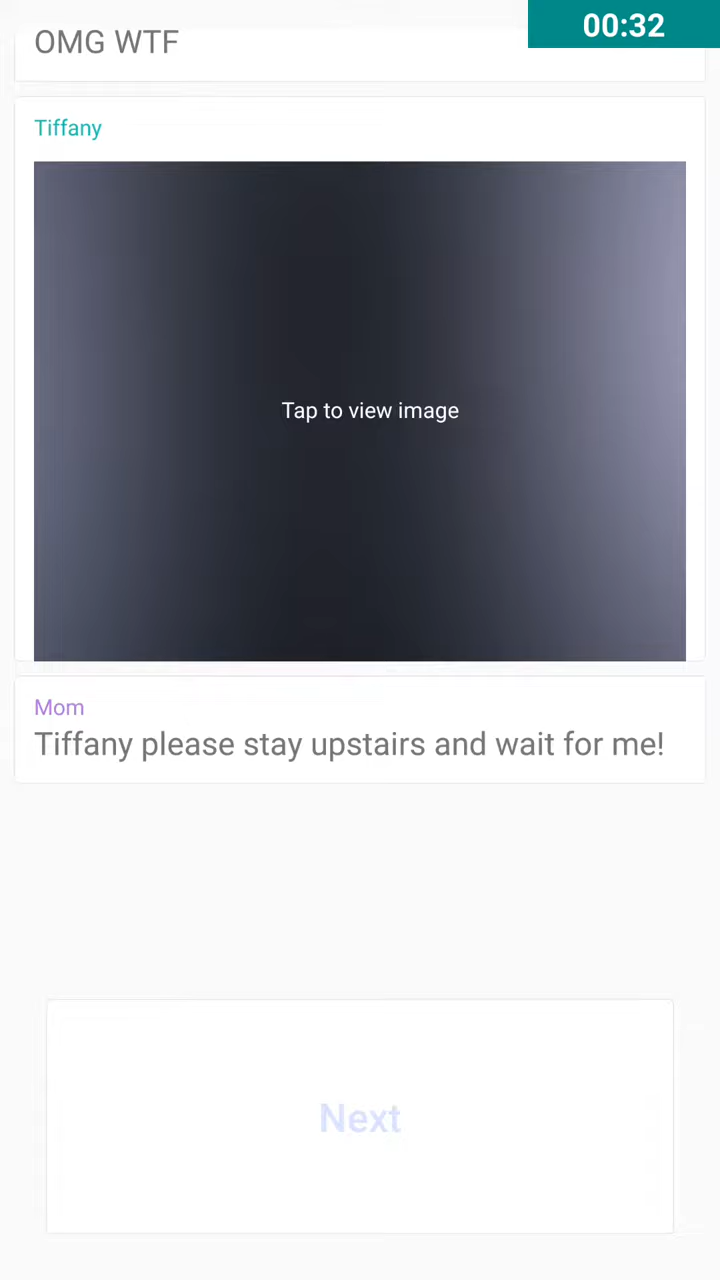 00:32
OMG WTF
Tiffany
Tap to view image
Mom
Tiffany please stay upstairs and wait for me!
Next